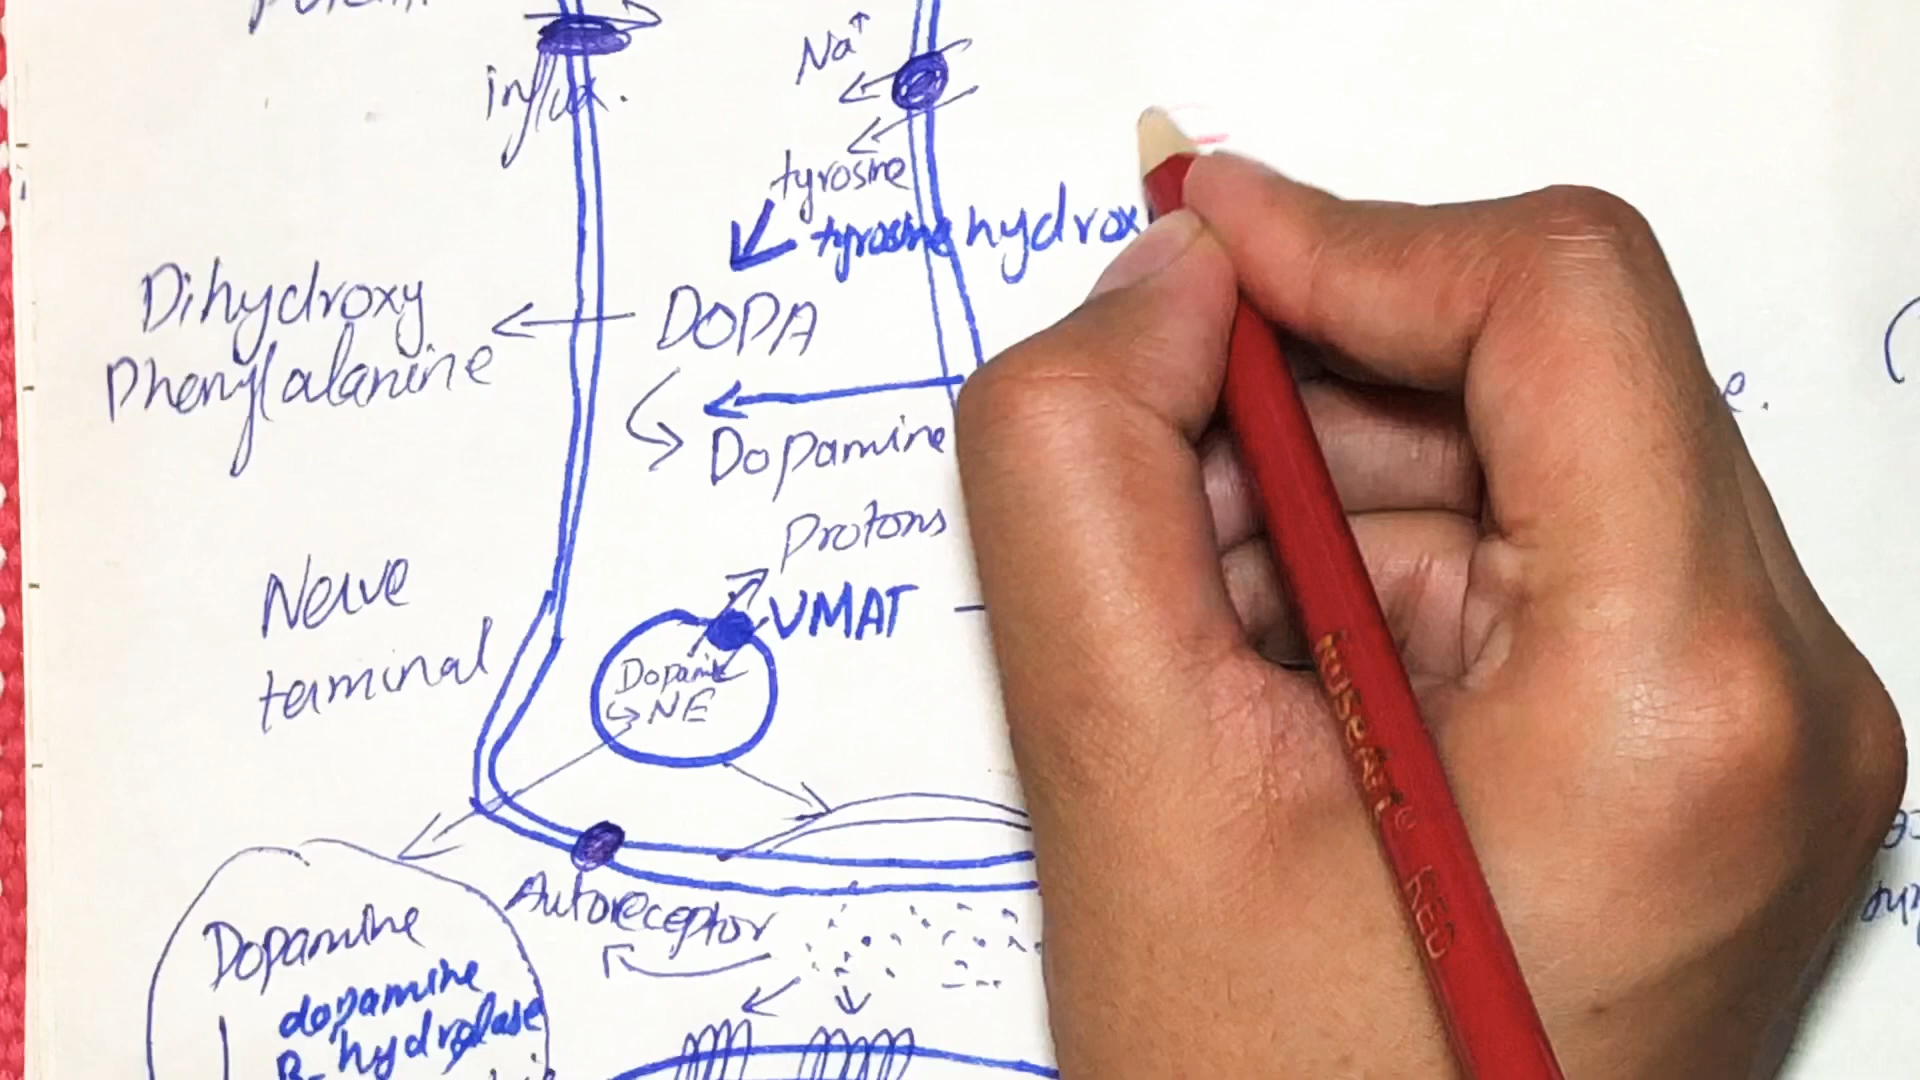 influx.
Na+
tyrosine
tyrosine hydrox
Dihydroxy
Phenylalanine
DOPA
Dopamine
Protons
VMAT
Nerve
terminal
Dopamine
NE
Autoreceptor
Dopamine
dopamine
B- hydrolase
RoseArt® RED